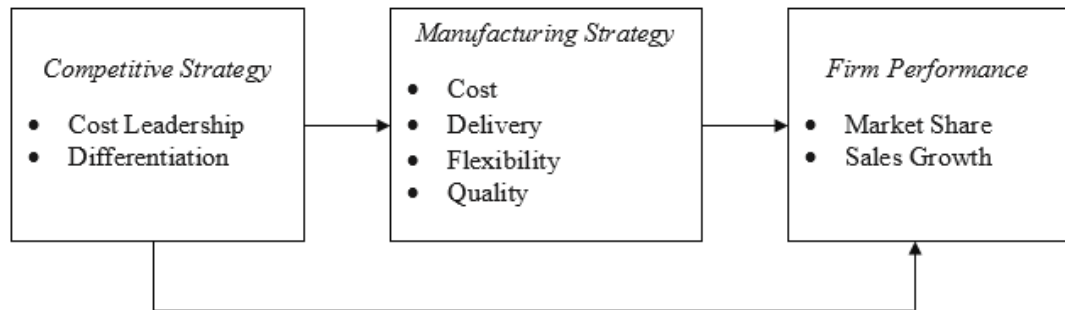 Competitive Strategy
• Cost Leadership
• Differentiation
Manufacturing Strategy
• Cost
• Delivery
• Flexibility
• Quality
Firm Performance
• Market Share
• Sales Growth